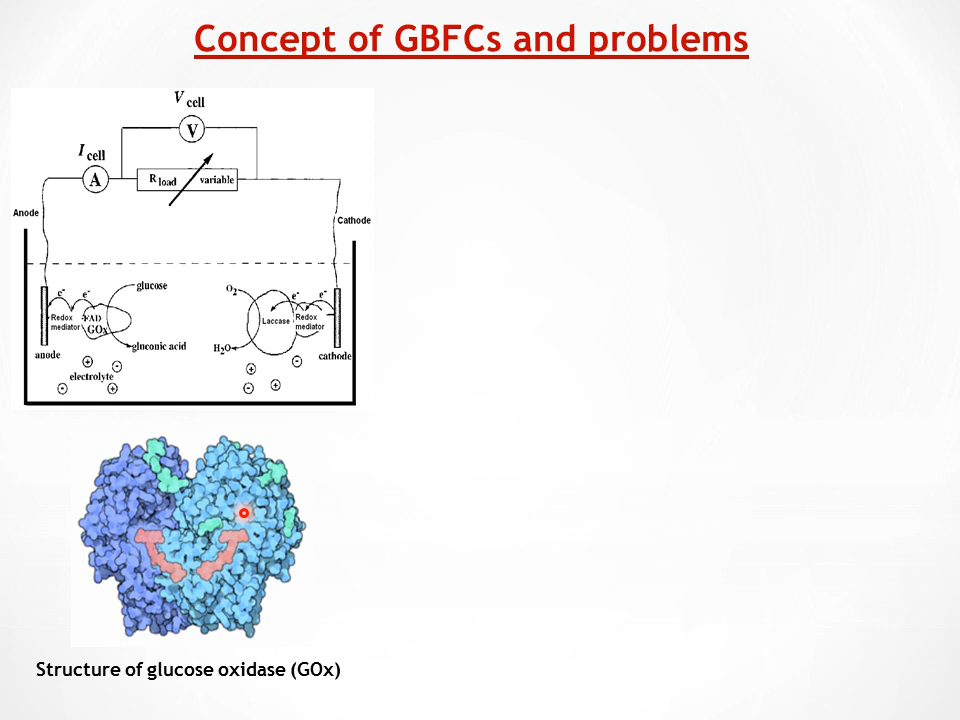 Concept of GBFCs and problems
V cell
V
I cell
A
R load variable
Anode
Cathode
e- e- glucose
O2 e- e-
Redox mediator
FAD
GOx
Laccase
Redox mediator
gluconic acid
H2O
anode
cathode
+ -
electrolyte
- +
-
+
- +
Structure of glucose oxidase (GOx)